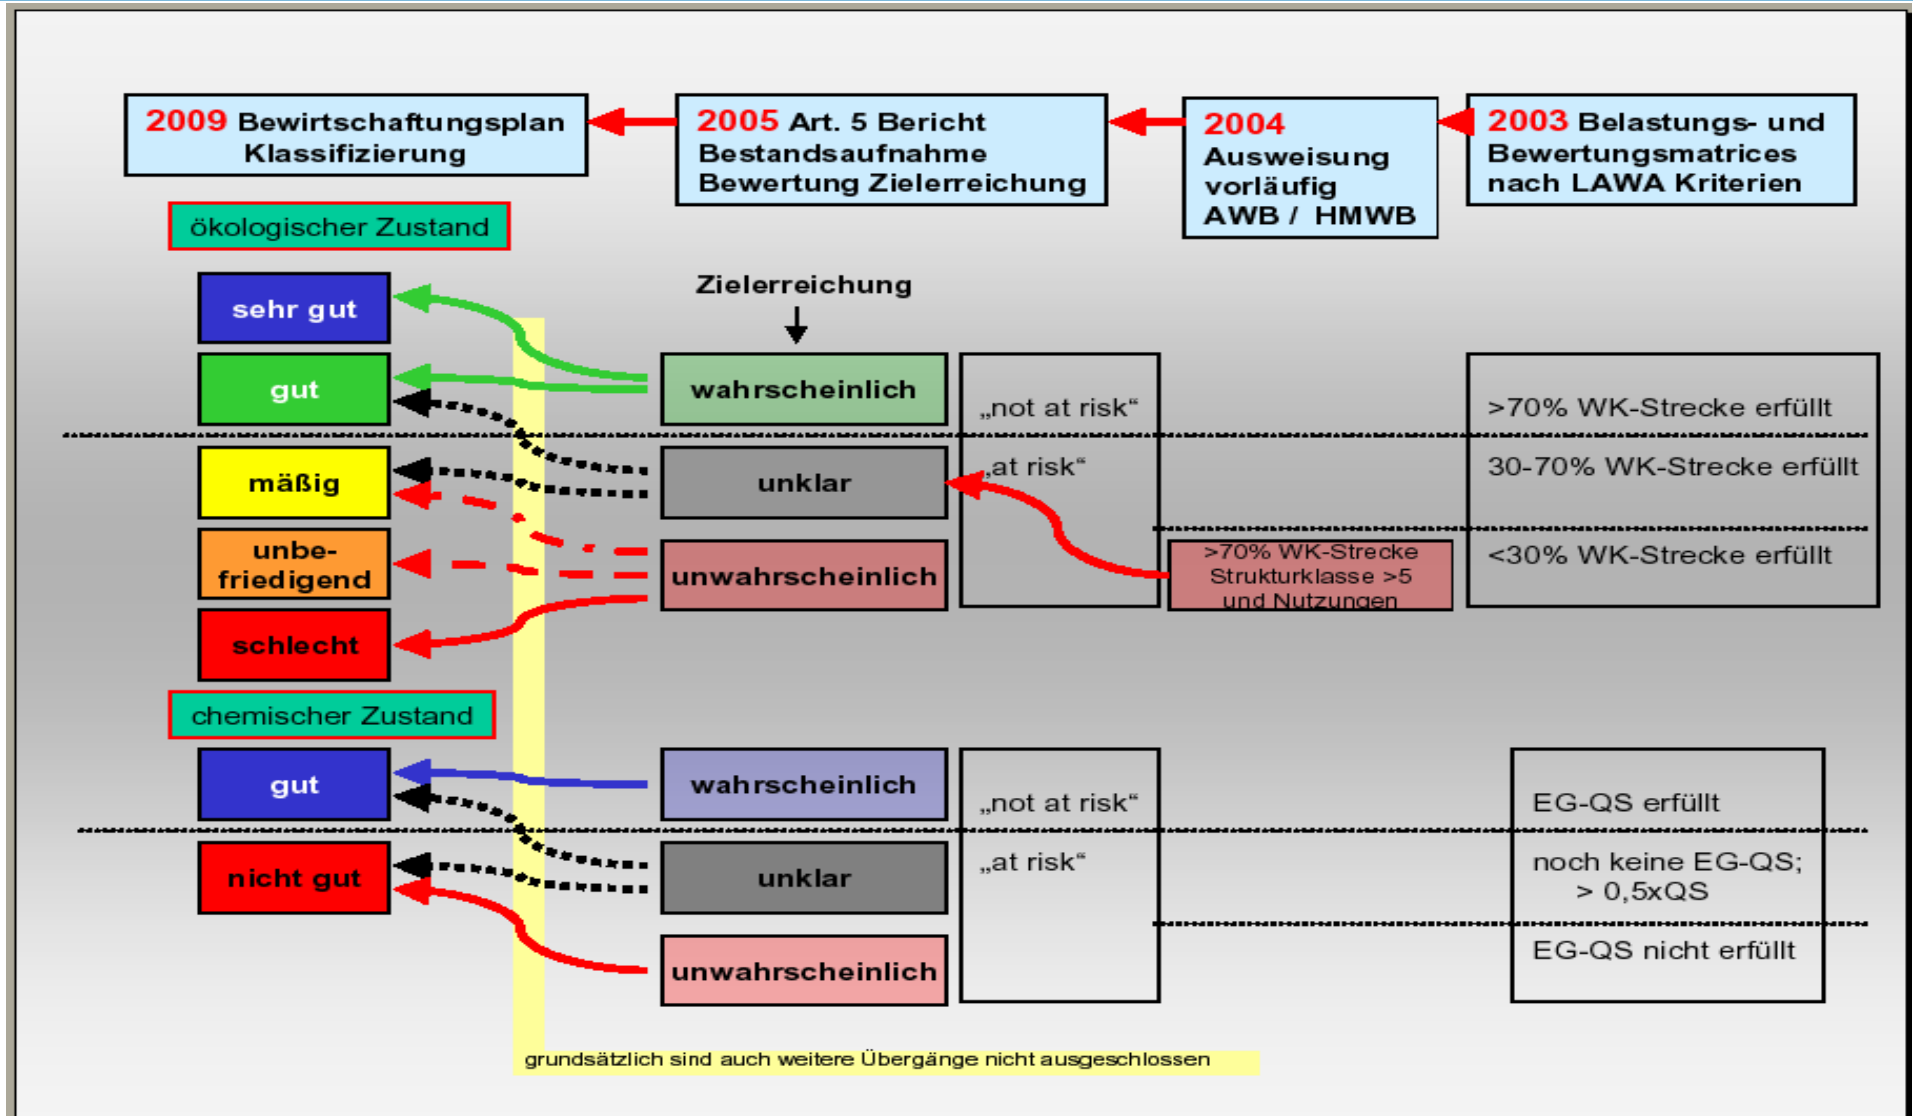 2009 Bewirtschaftungsplan
Klassifizierung
2005 Art. 5 Bericht
Bestandsaufnahme
Bewertung Zielerreichung
2004
Ausweisung
vorläufig
AWB / HMWB
2003 Belastungs- und
Bewertungsmatrices
nach LAWA Kriterien
ökologischer Zustand
Zielerreichung
sehr gut
gut
wahrscheinlich
„not at risk“
>70% WK-Strecke erfüllt
mäßig
unklar
„at risk“
30-70% WK-Strecke erfüllt
unbe-
friedigend
unwahrscheinlich
>70% WK-Strecke
Strukturklasse >5
und Nutzungen
<30% WK-Strecke erfüllt
schlecht
chemischer Zustand
gut
wahrscheinlich
„not at risk“
EG-QS erfüllt
nicht gut
unklar
„at risk“
noch keine EG-QS;
> 0,5xQS
unwahrscheinlich
EG-QS nicht erfüllt
grundsätzlich sind auch weitere Übergänge nicht ausgeschlossen